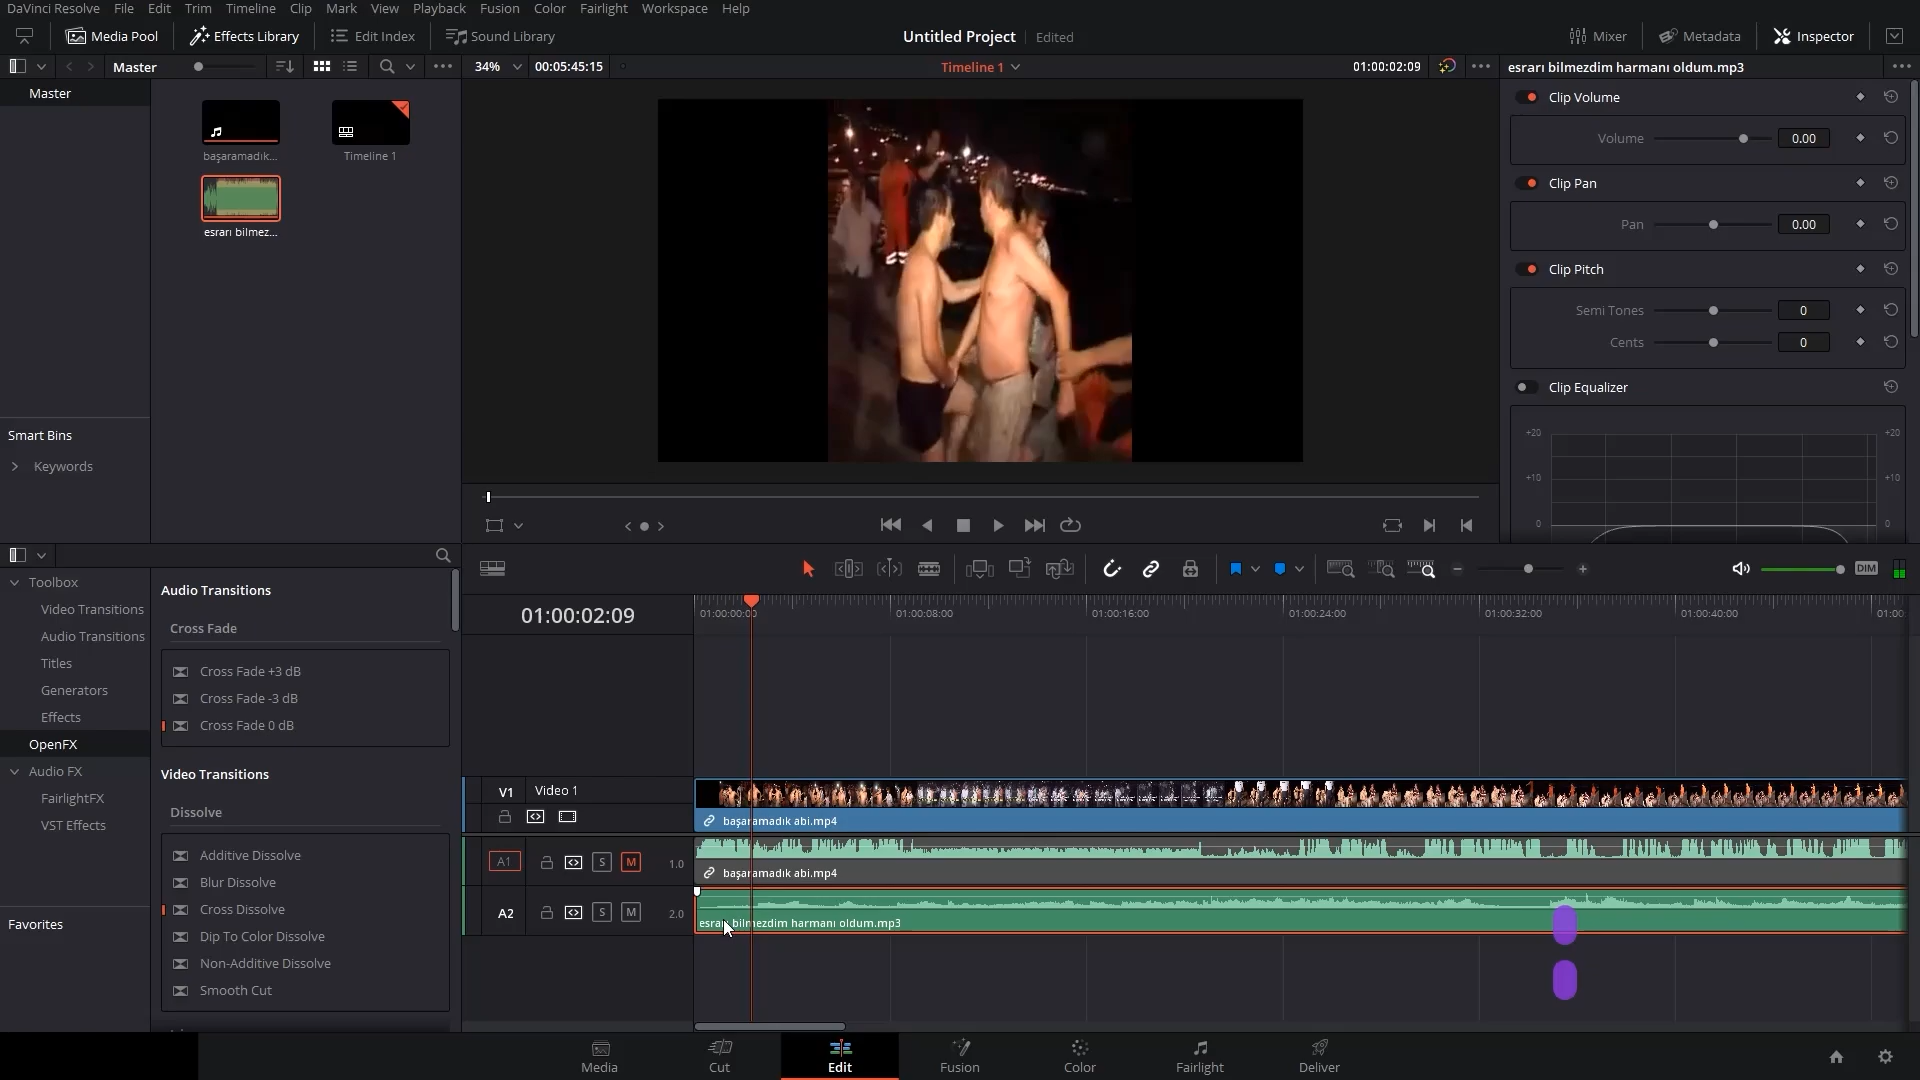 DaVinci Resolve File Edit Trim Timeline Clip Mark View Playback Fusion Color Fairlight Workspace Help
Media Pool Effects Library Edit Index Sound Library Untitled Project Edited Mixer Metadata Inspector
Master 34% 00:05:45:15 Timeline 1 01:00:02:09 esrarı bilmezdim harmanı oldum.mp3
Master
başaramadık... Timeline 1
esrarı bilmez...
Smart Bins
Keywords
Clip Volume
Volume 0.00
Clip Pan
Pan 0.00
Clip Pitch
Semi Tones 0
Cents 0
Clip Equalizer
+20 +20
+10 +10
0 0
Toolbox
Video Transitions
Audio Transitions
Titles
Generators
Effects
OpenFX
Audio FX
FairlightFX
VST Effects
Favorites
Audio Transitions
Cross Fade
Cross Fade +3 dB
Cross Fade -3 dB
Cross Fade 0 dB
Video Transitions
Dissolve
Additive Dissolve
Blur Dissolve
Cross Dissolve
Dip To Color Dissolve
Non-Additive Dissolve
Smooth Cut
DIM
01:00:02:09 01:00:08:00 01:00:16:00 01:00:24:00 01:00:32:00 01:00:40:00
V1 Video 1
başaramadık abi.mp4
A1 S M 1.0
başaramadık abi.mp4
A2 S M 2.0
esrarı bilmezdim harmanı oldum.mp3
Media Cut Edit Fusion Color Fairlight Deliver